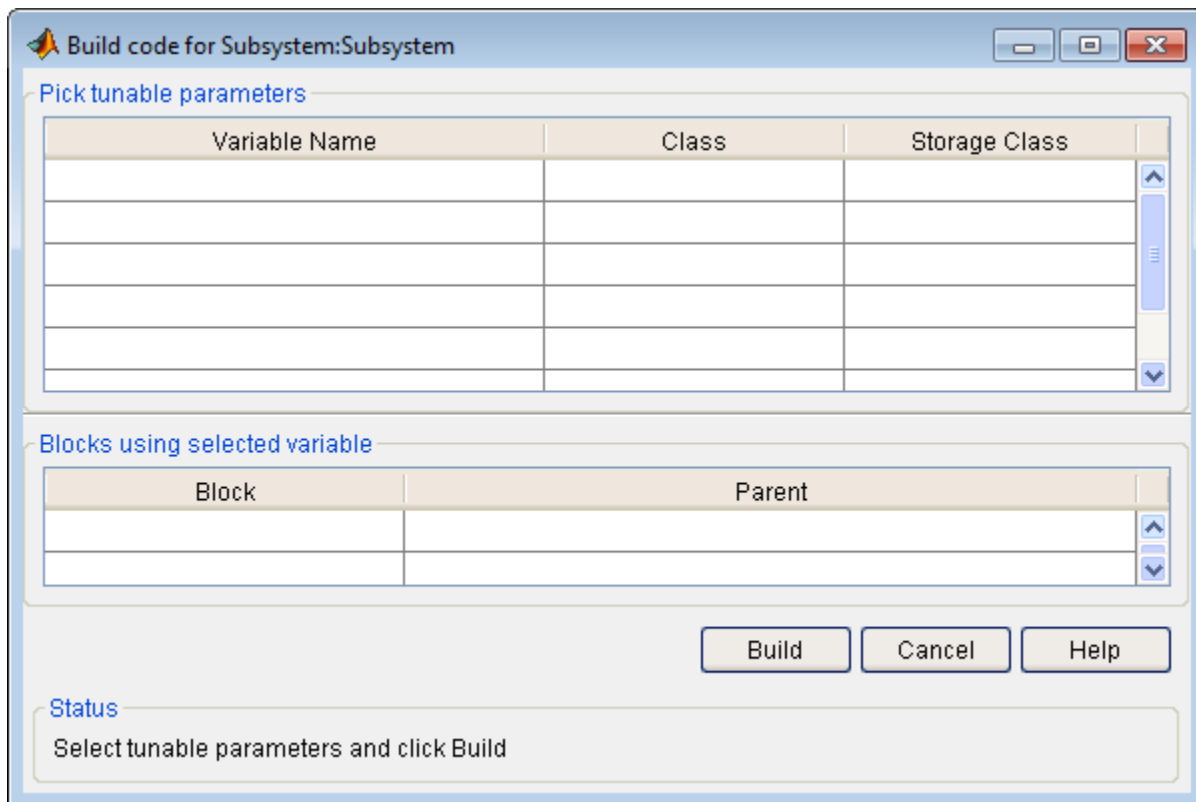 Build code for Subsystem:Subsystem
Pick tunable parameters
Variable Name Class Storage Class
Blocks using selected variable
Block Parent
Build Cancel Help
Status
Select tunable parameters and click Build